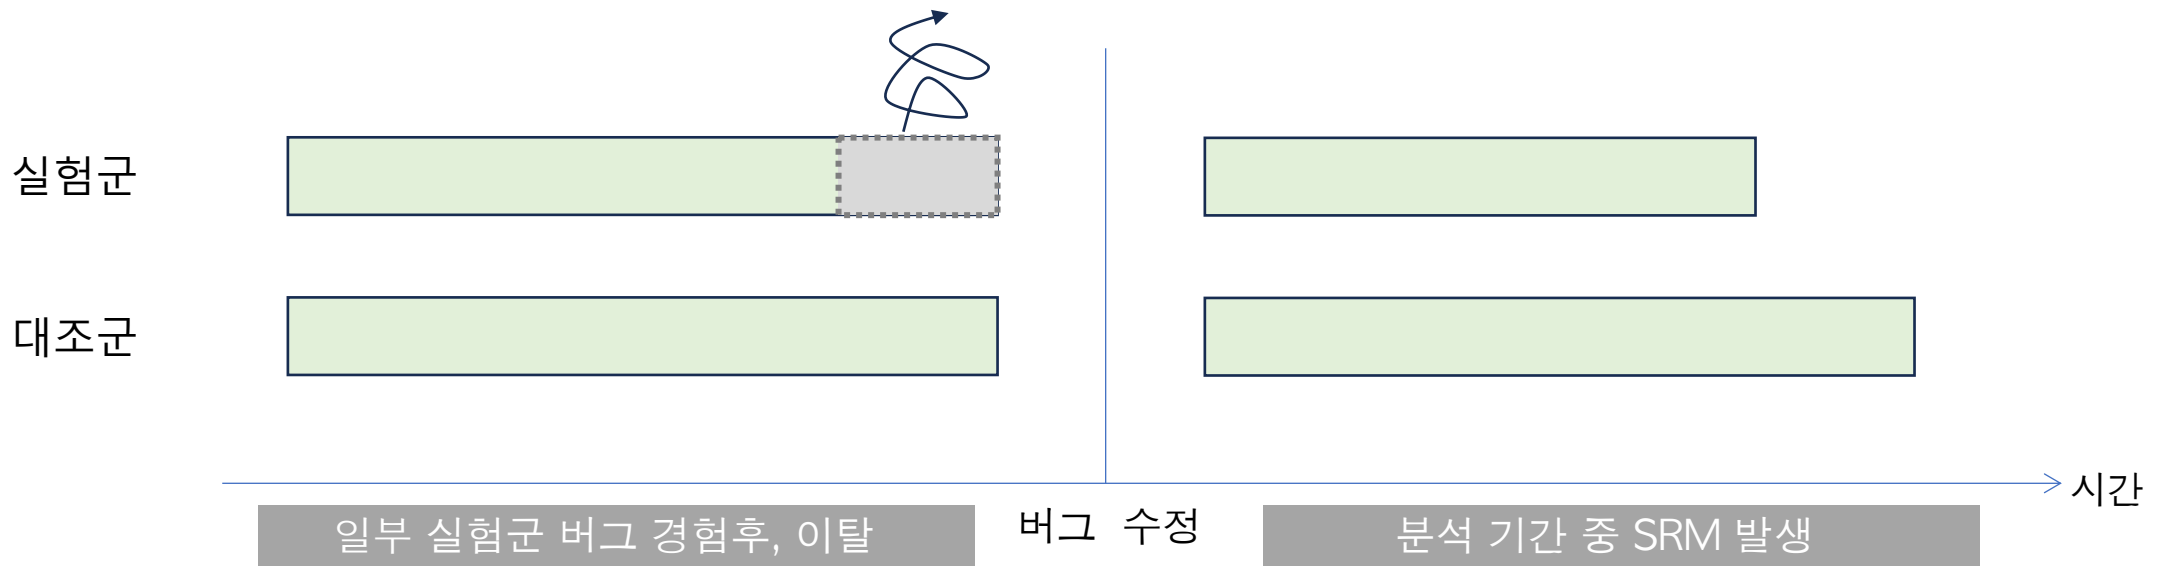 실험군
대조군
시간
일부 실험군 버그 경험후, 이탈
버그 수정
분석 기간 중 SRM 발생